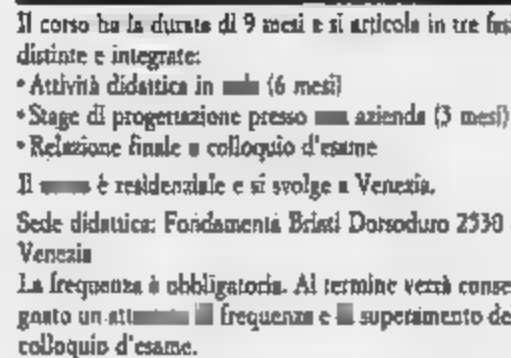 Il corso ha la durata di 9 mesi e si articola in tre fasi
distinte e integrate:
• Attività didattica in (6 mesi)
• Stage di progettazione presso azienda (3 mesi)
• Relazione finale e colloquio d'esame
Il è residenziale e si svolge a Venezia.
Sede didattica: Fondamenta Briati Dorsoduro 2530
Venezia
La frequenza è obbligatoria. Al termine verrà conse-
gnato un frequenza e superamento del
colloquio d'esame.